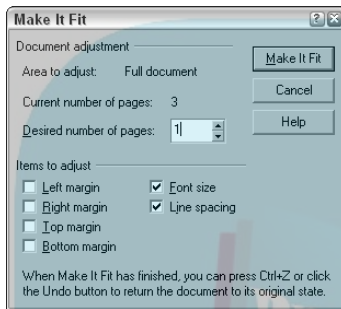 Make It Fit
Document adjustment
Area to adjust: Full document
Current number of pages: 3
Desired number of pages: 1
Make It Fit
Cancel
Help
Items to adjust
Left margin
Right margin
Top margin
Bottom margin
Font size
Line spacing
When Make It Fit has finished, you can press Ctrl+Z or click
the Undo button to return the document to its original state.